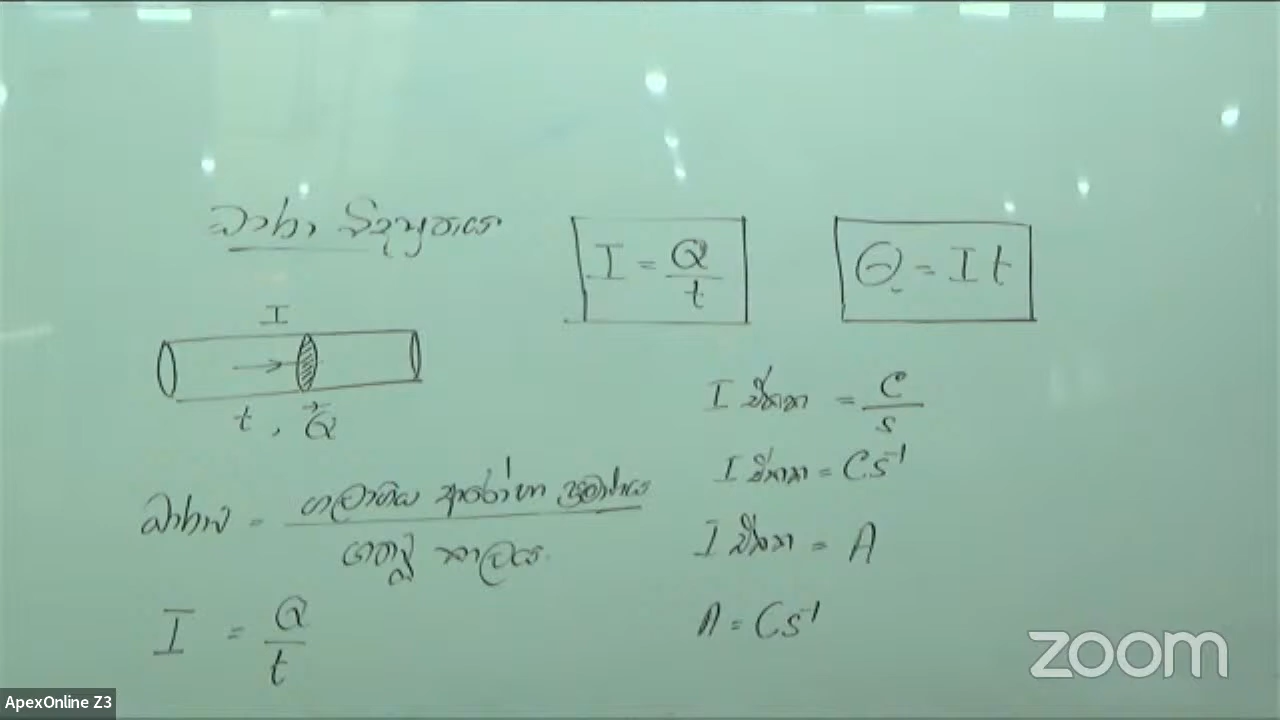 ධාරා විද්‍යුතය
I = Q/t
Q = It
I
t , Q
I ඒකක = C/s
I ඒකක = Cs⁻¹
ධාරාව = ගලාගිය ආරෝපණ ප්‍රමාණය / ගතවූ කාලය
I ඒකක = A
I = Q/t
A = Cs⁻¹
zoom
ApexOnline Z3